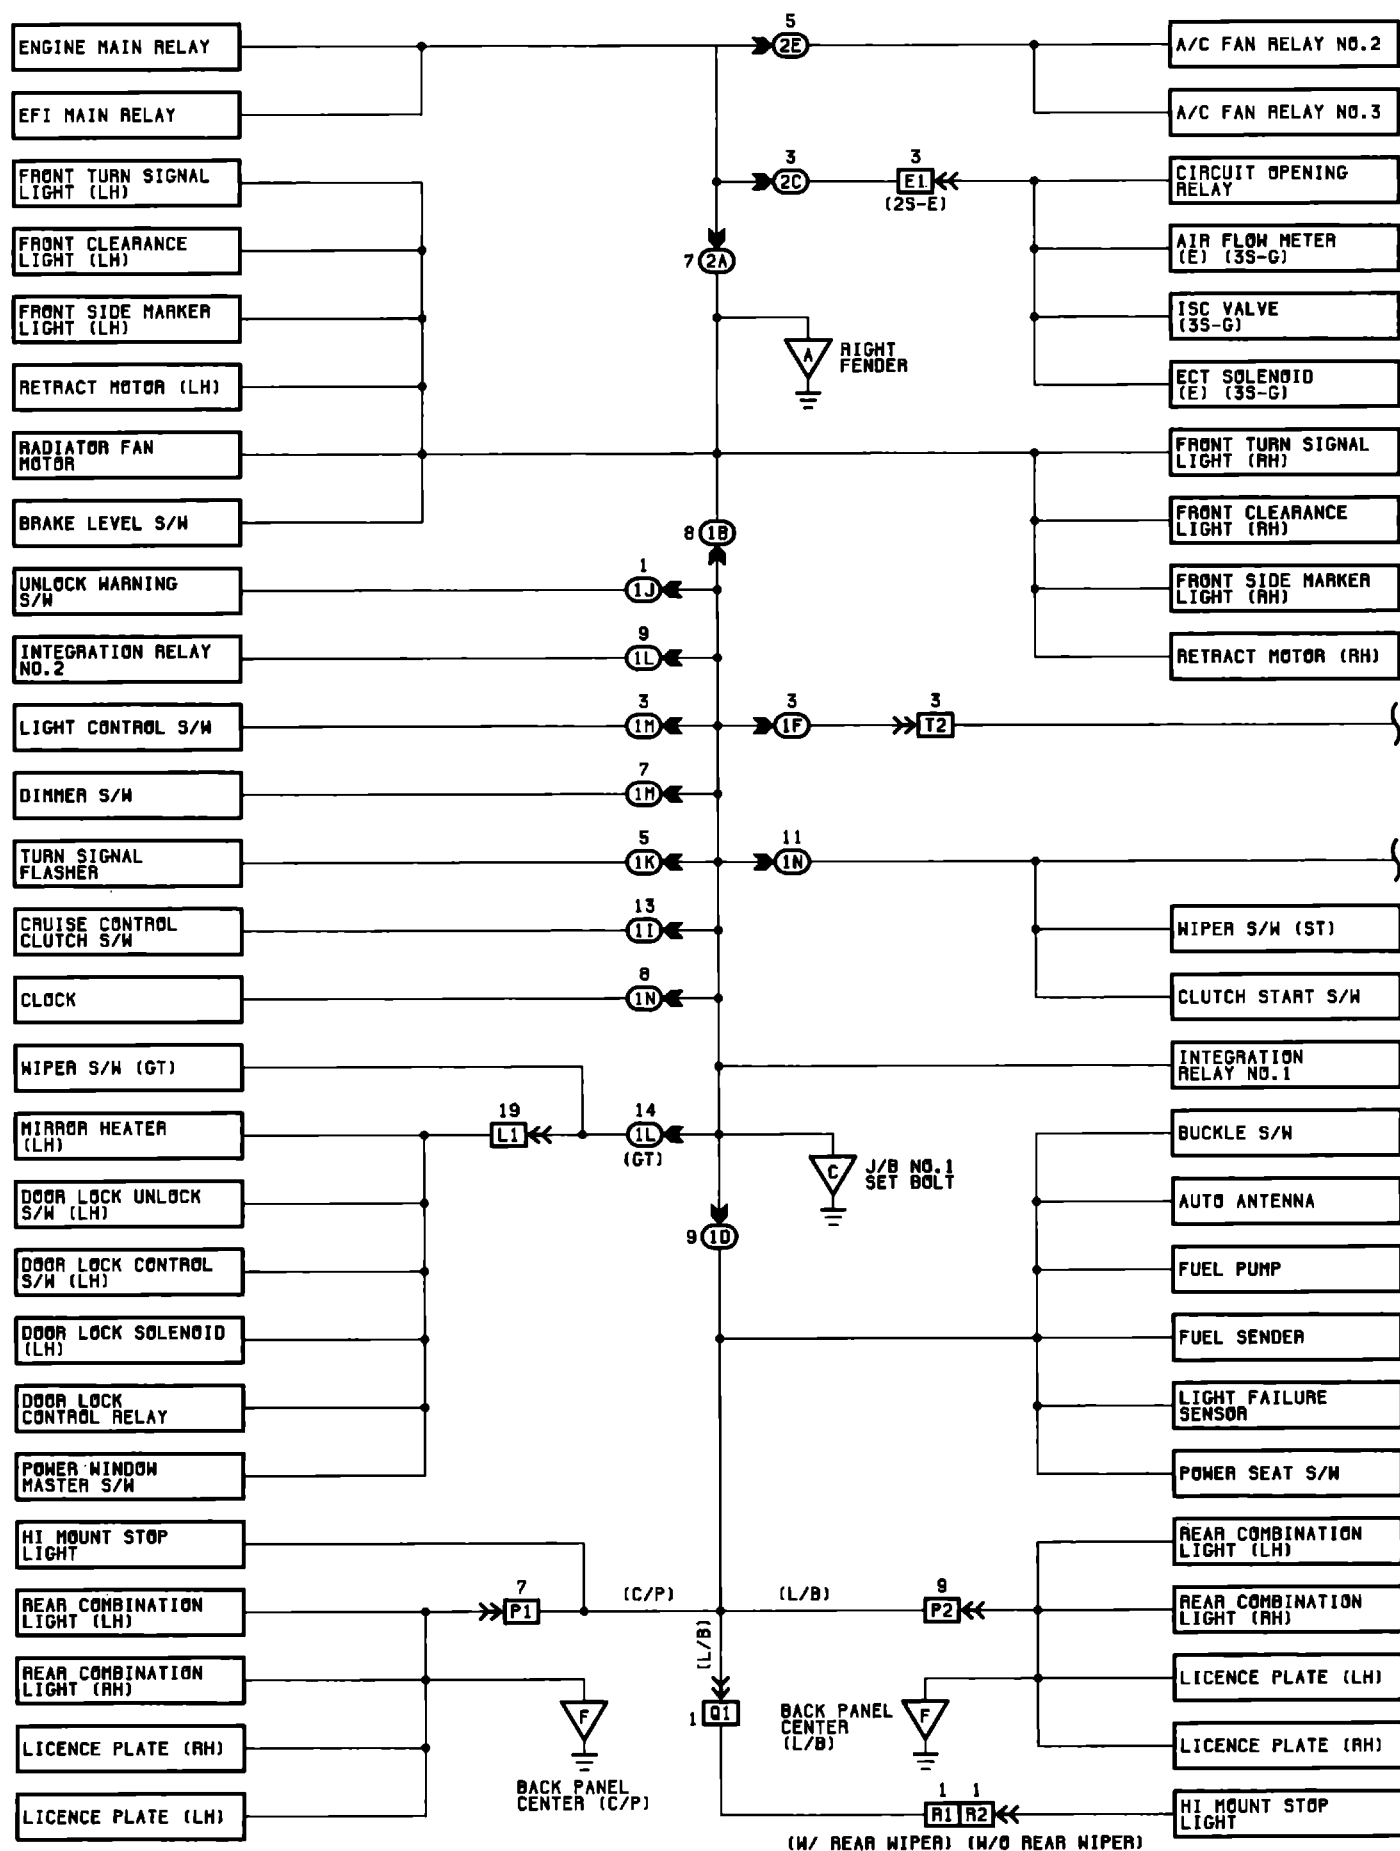 ENGINE MAIN RELAY
5
2E
A/C FAN RELAY NO.2
EFI MAIN RELAY
A/C FAN RELAY NO.3
FRONT TURN SIGNAL
LIGHT (LH)
3
2C
3
E1
(2S-E)
CIRCUIT OPENING
RELAY
FRONT CLEARANCE
LIGHT (LH)
7 2A
AIR FLOW METER
(E) (3S-G)
FRONT SIDE MARKER
LIGHT (LH)
ISC VALVE
(3S-G)
A
RIGHT
FENDER
RETRACT MOTOR (LH)
ECT SOLENOID
(E) (3S-G)
RADIATOR FAN
MOTOR
FRONT TURN SIGNAL
LIGHT (RH)
BRAKE LEVEL S/W
8 1B
FRONT CLEARANCE
LIGHT (RH)
UNLOCK WARNING
S/W
1
1J
FRONT SIDE MARKER
LIGHT (RH)
INTEGRATION RELAY
NO.2
9
1L
RETRACT MOTOR (RH)
LIGHT CONTROL S/W
3
1M
3
1F
3
T2
DIMMER S/W
7
1M
TURN SIGNAL
FLASHER
5
1K
11
1N
CRUISE CONTROL
CLUTCH S/W
13
1I
WIPER S/W (ST)
CLOCK
8
1N
CLUTCH START S/W
WIPER S/W (GT)
INTEGRATION
RELAY NO.1
MIRROR HEATER
(LH)
19
L1
14
1L
(GT)
C
J/B NO.1
SET BOLT
BUCKLE S/W
DOOR LOCK UNLOCK
S/W (LH)
AUTO ANTENNA
9 1D
DOOR LOCK CONTROL
S/W (LH)
FUEL PUMP
DOOR LOCK SOLENOID
(LH)
FUEL SENDER
DOOR LOCK
CONTROL RELAY
LIGHT FAILURE
SENSOR
POWER WINDOW
MASTER S/W
POWER SEAT S/W
HI MOUNT STOP
LIGHT
REAR COMBINATION
LIGHT (LH)
REAR COMBINATION
LIGHT (LH)
7
P1
(C/P)
(L/B)
9
P2
REAR COMBINATION
LIGHT (RH)
(L/B)
REAR COMBINATION
LIGHT (RH)
LICENCE PLATE (LH)
F
1 Q1
BACK PANEL
CENTER
(L/B)
F
LICENCE PLATE (RH)
LICENCE PLATE (RH)
BACK PANEL
CENTER (C/P)
LICENCE PLATE (LH)
1 1
R1 R2
HI MOUNT STOP
LIGHT
(W/ REAR WIPER) (W/O REAR WIPER)